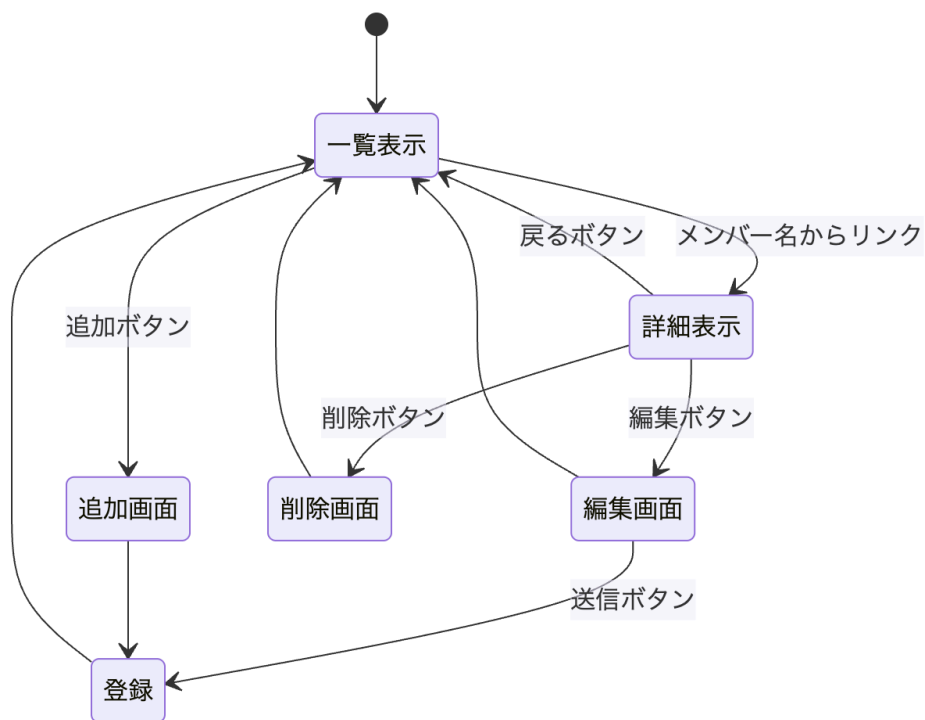 一覧表示
戻るボタン
メンバー名からリンク
追加ボタン
詳細表示
削除ボタン
編集ボタン
追加画面
削除画面
編集画面
送信ボタン
登録